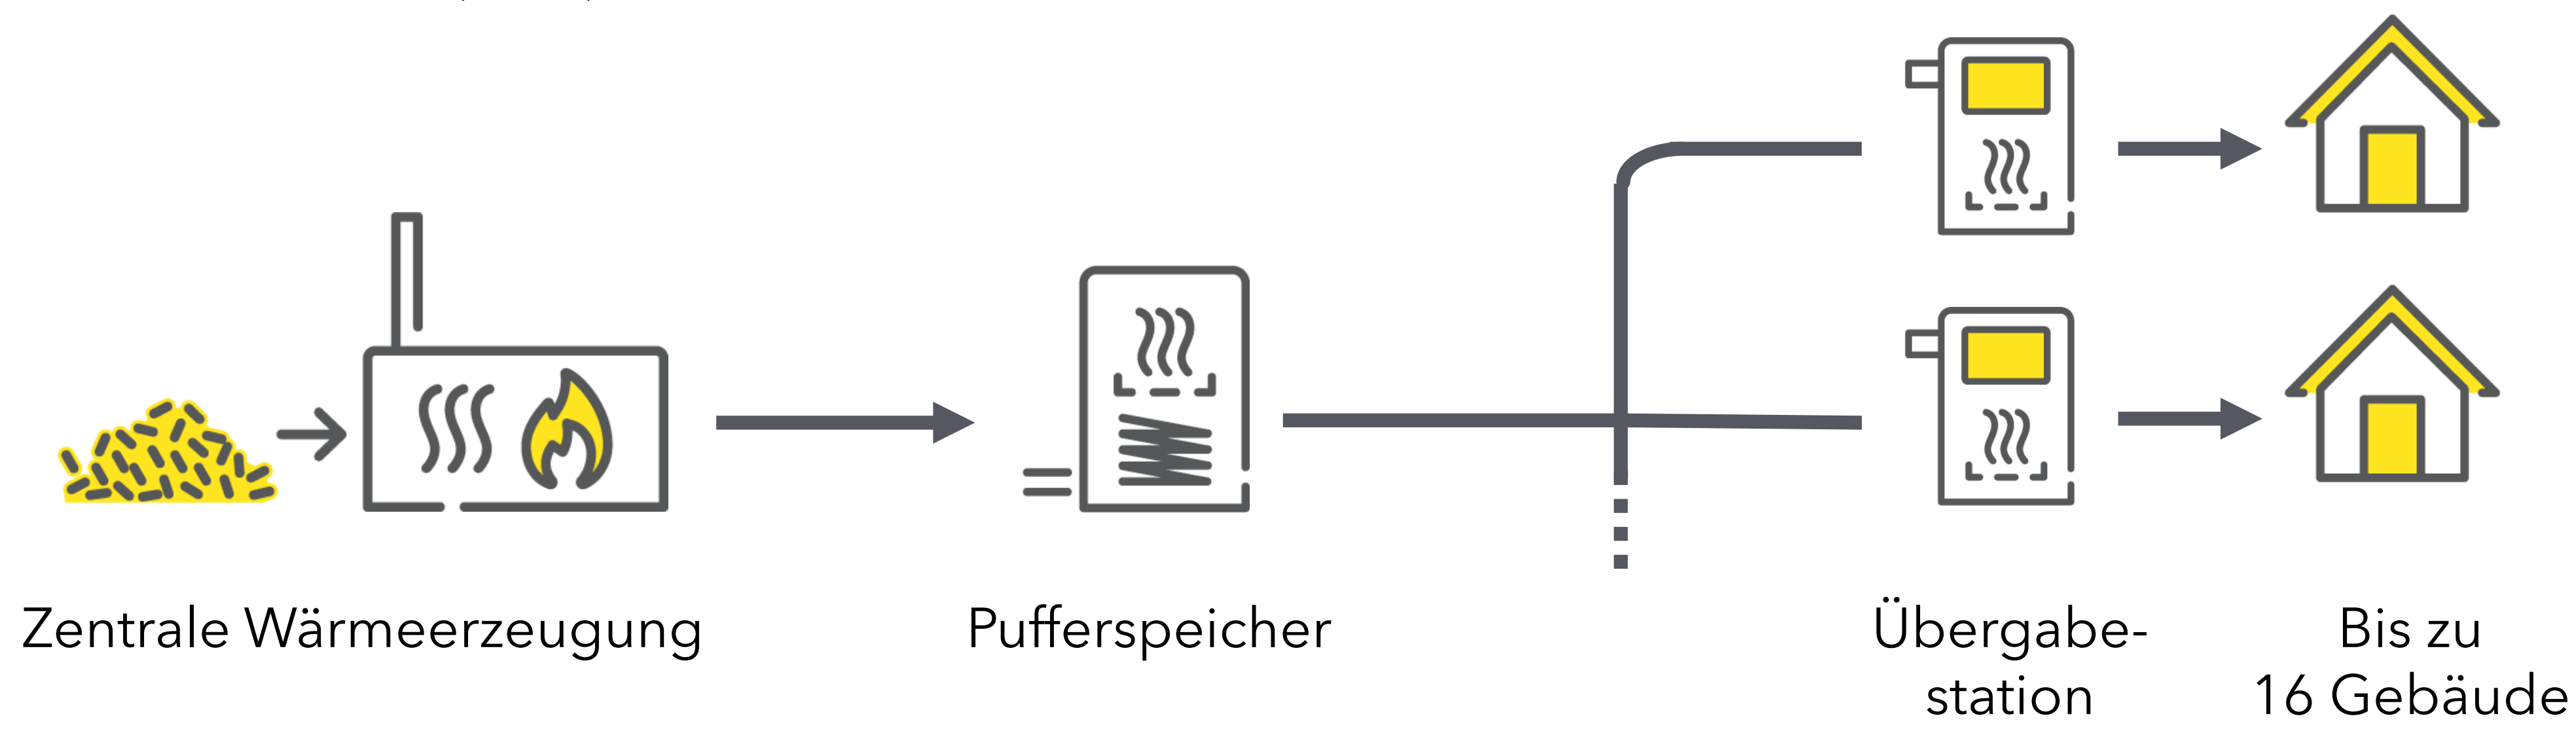 Zentrale Wärmeerzeugung
Pufferspeicher
Übergabe-
station
Bis zu
16 Gebäude